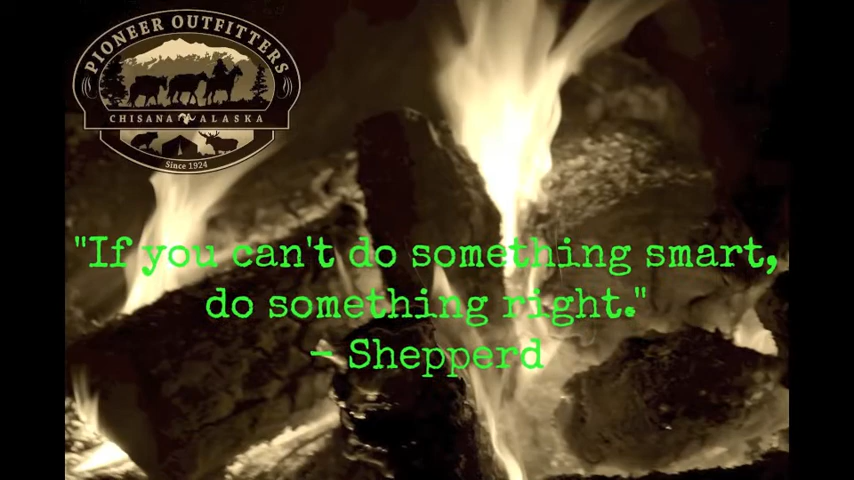 PIONEER OUTFITTERS
CHISANA ALASKA
Since 1924
"If you can't do something smart,
do something right."
- Shepperd